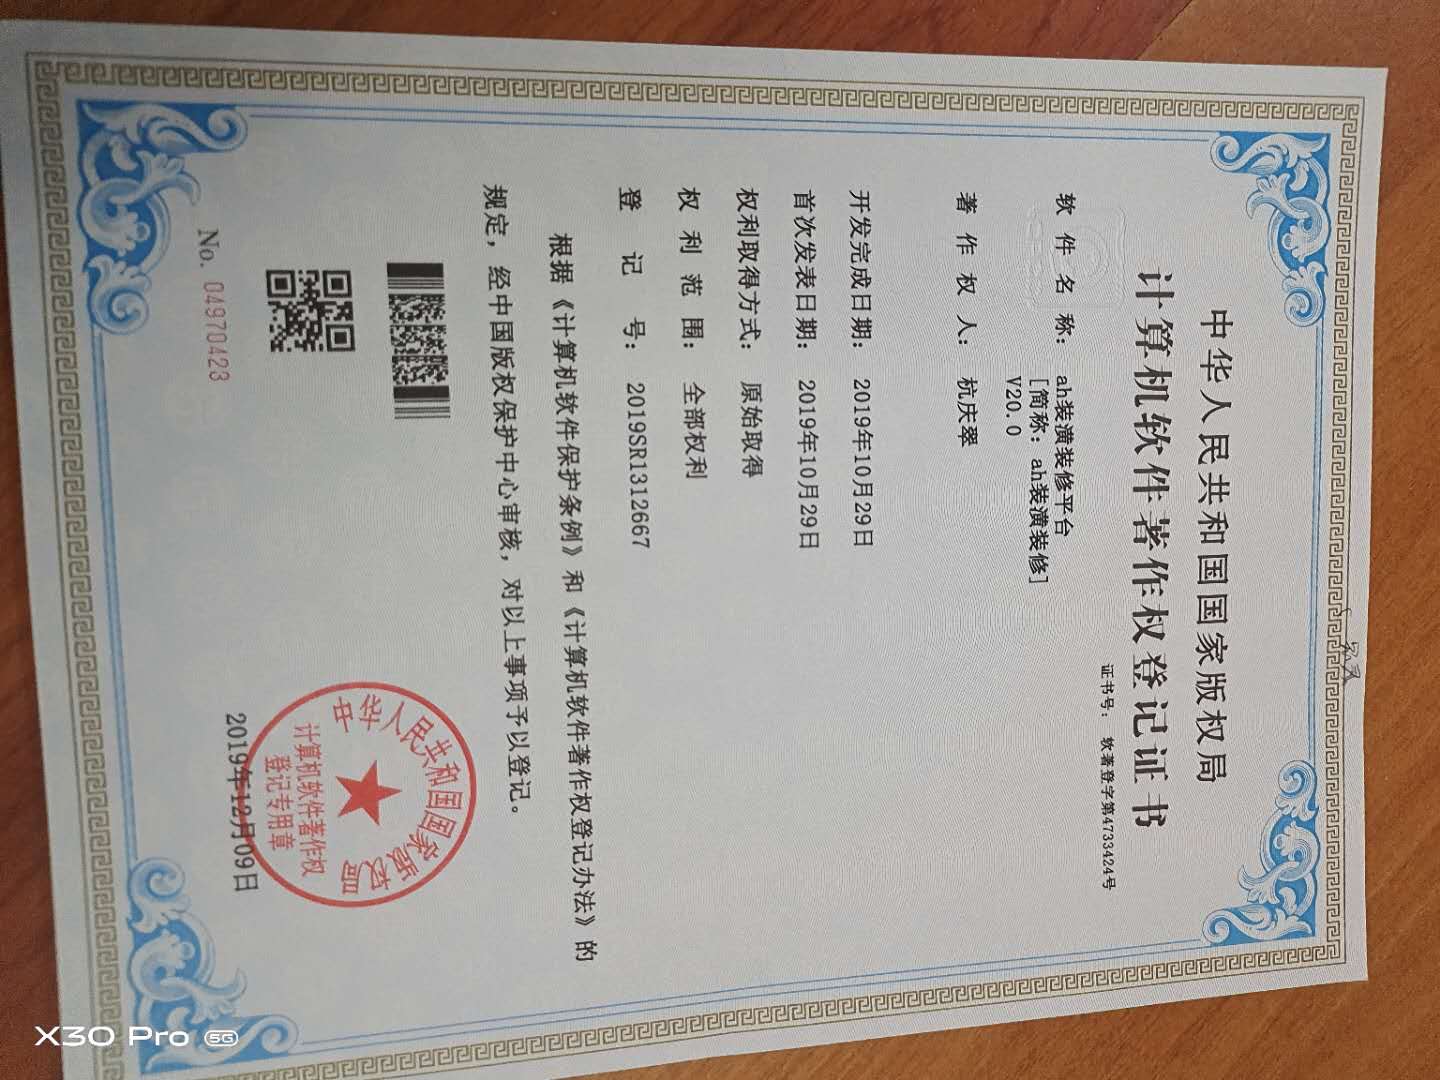 中华人民共和国国家版权局
计算机软件著作权登记证书
证书号: 软著登字第4733424号
软件名称: ah装潢装修平台
[简称: ah装潢装修]
V20.0
著作权人: 杭庆翠
开发完成日期: 2019年10月29日
首次发表日期: 2019年10月29日
权利取得方式: 原始取得
权利范围: 全部权利
登记号: 2019SR1312667
根据《计算机软件保护条例》和《计算机软件著作权登记办法》的
规定，经中国版权保护中心审核，对以上事项予以登记。
中华人民共和国国家版权局
计算机软件著作权
登记专用章
2019年12月09日
No. 04970423
X30 Pro 5G